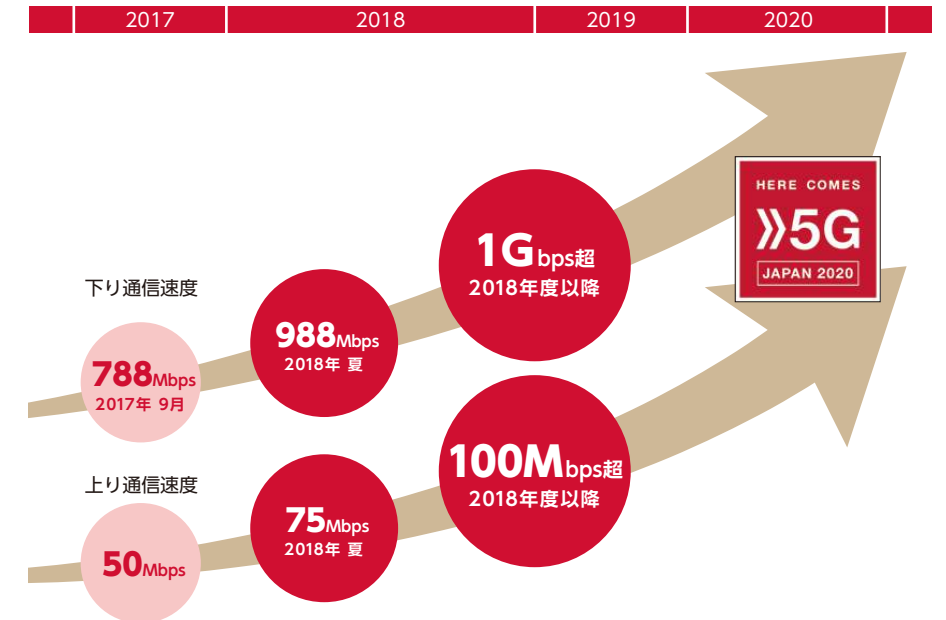 2017 2018 2019 2020
HERE COMES
5G
JAPAN 2020
1Gbps超
2018年度以降
下り通信速度
988Mbps
2018年 夏
788Mbps
2017年 9月
100Mbps超
2018年度以降
上り通信速度
75Mbps
2018年 夏
50Mbps